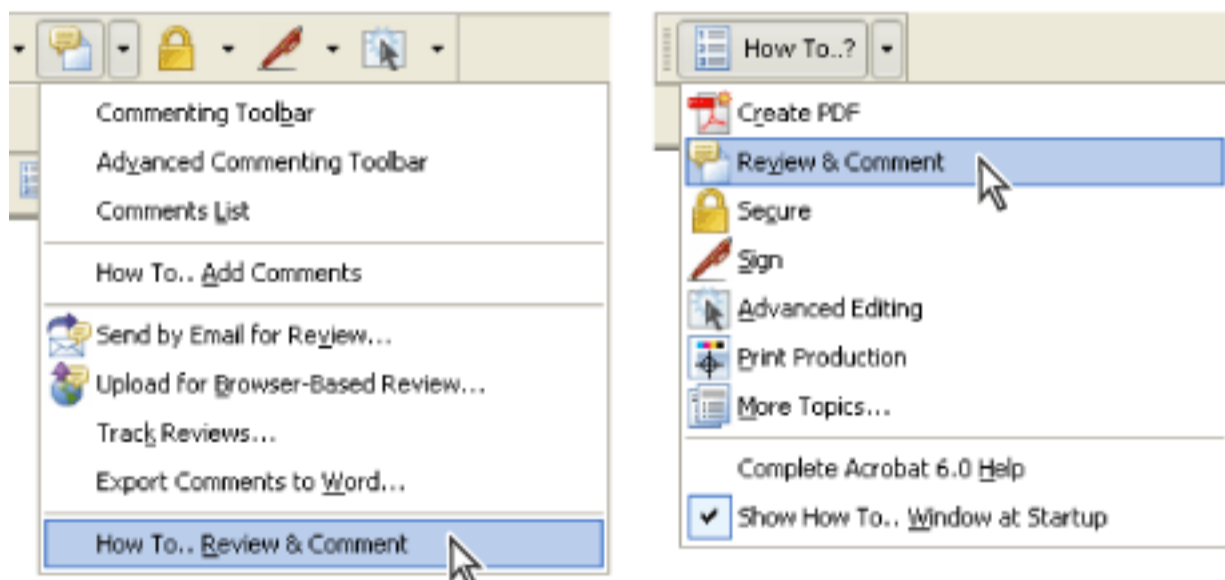 Commenting Toolbar
Advanced Commenting Toolbar
Comments List
How To.. Add Comments
Send by Email for Review...
Upload for Browser-Based Review...
Track Reviews...
Export Comments to Word...
How To.. Review & Comment
How To..?
Create PDF
Review & Comment
Secure
Sign
Advanced Editing
Print Production
More Topics...
Complete Acrobat 6.0 Help
Show How To.. Window at Startup